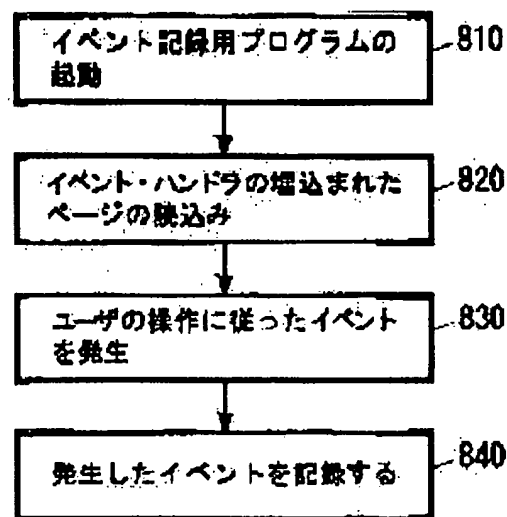 イベント記録用プログラムの
起動
810
イベント・ハンドラの埋込まれた
ページの読込み
820
ユーザの操作に従ったイベント
を発生
830
発生したイベントを記録する
840